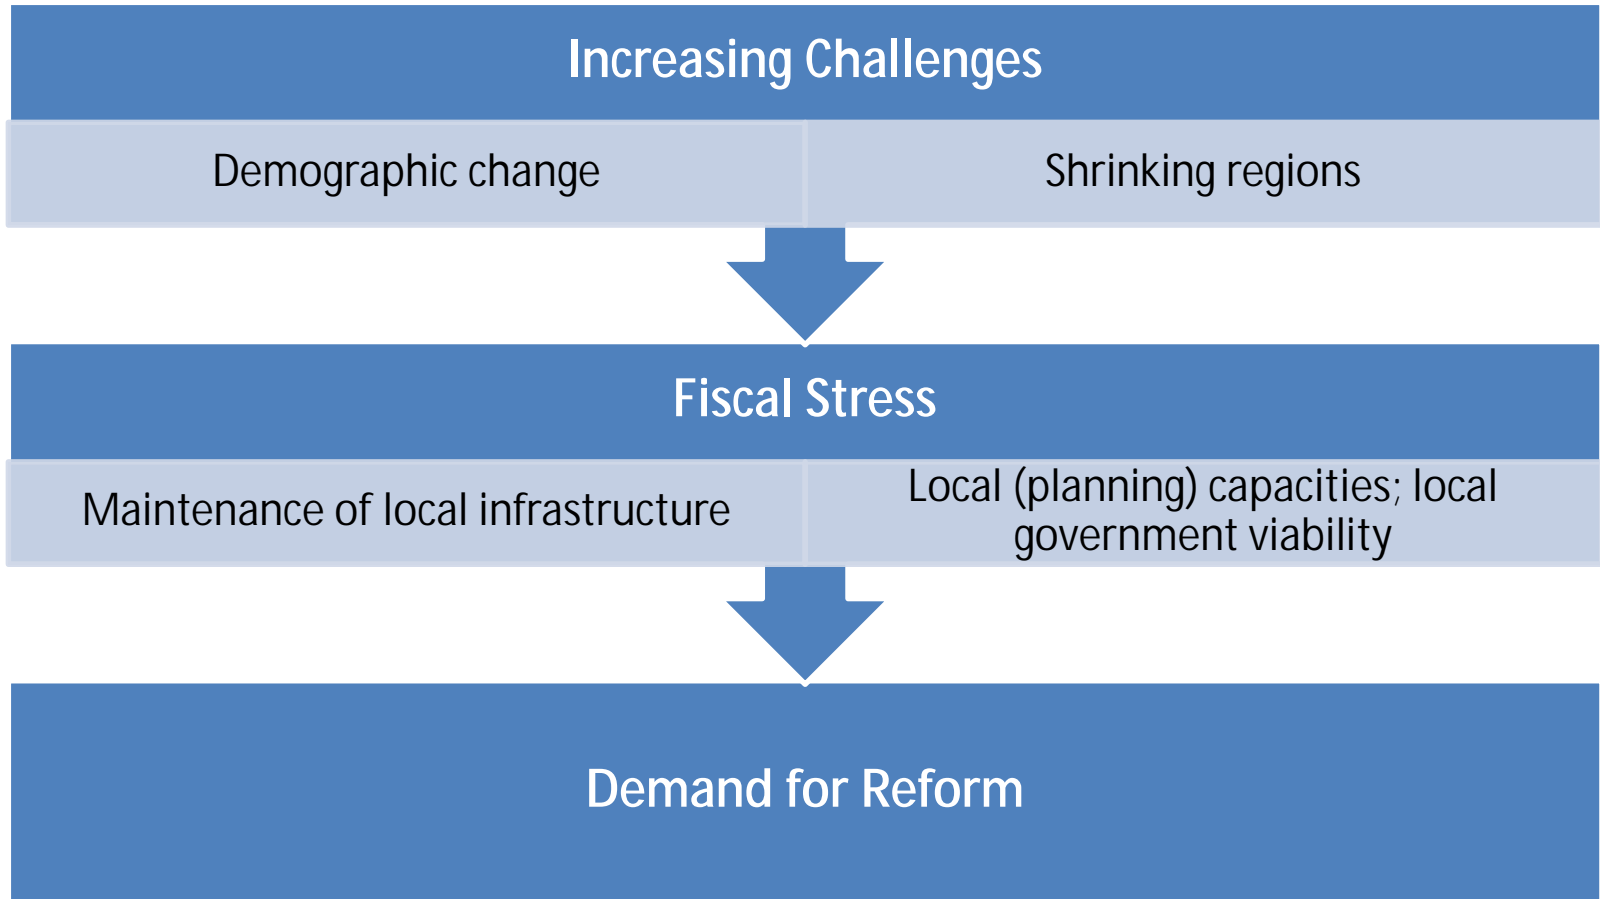 Increasing Challenges
Demographic change
Shrinking regions
Fiscal Stress
Maintenance of local infrastructure
Local (planning) capacities; local
government viability
Demand for Reform